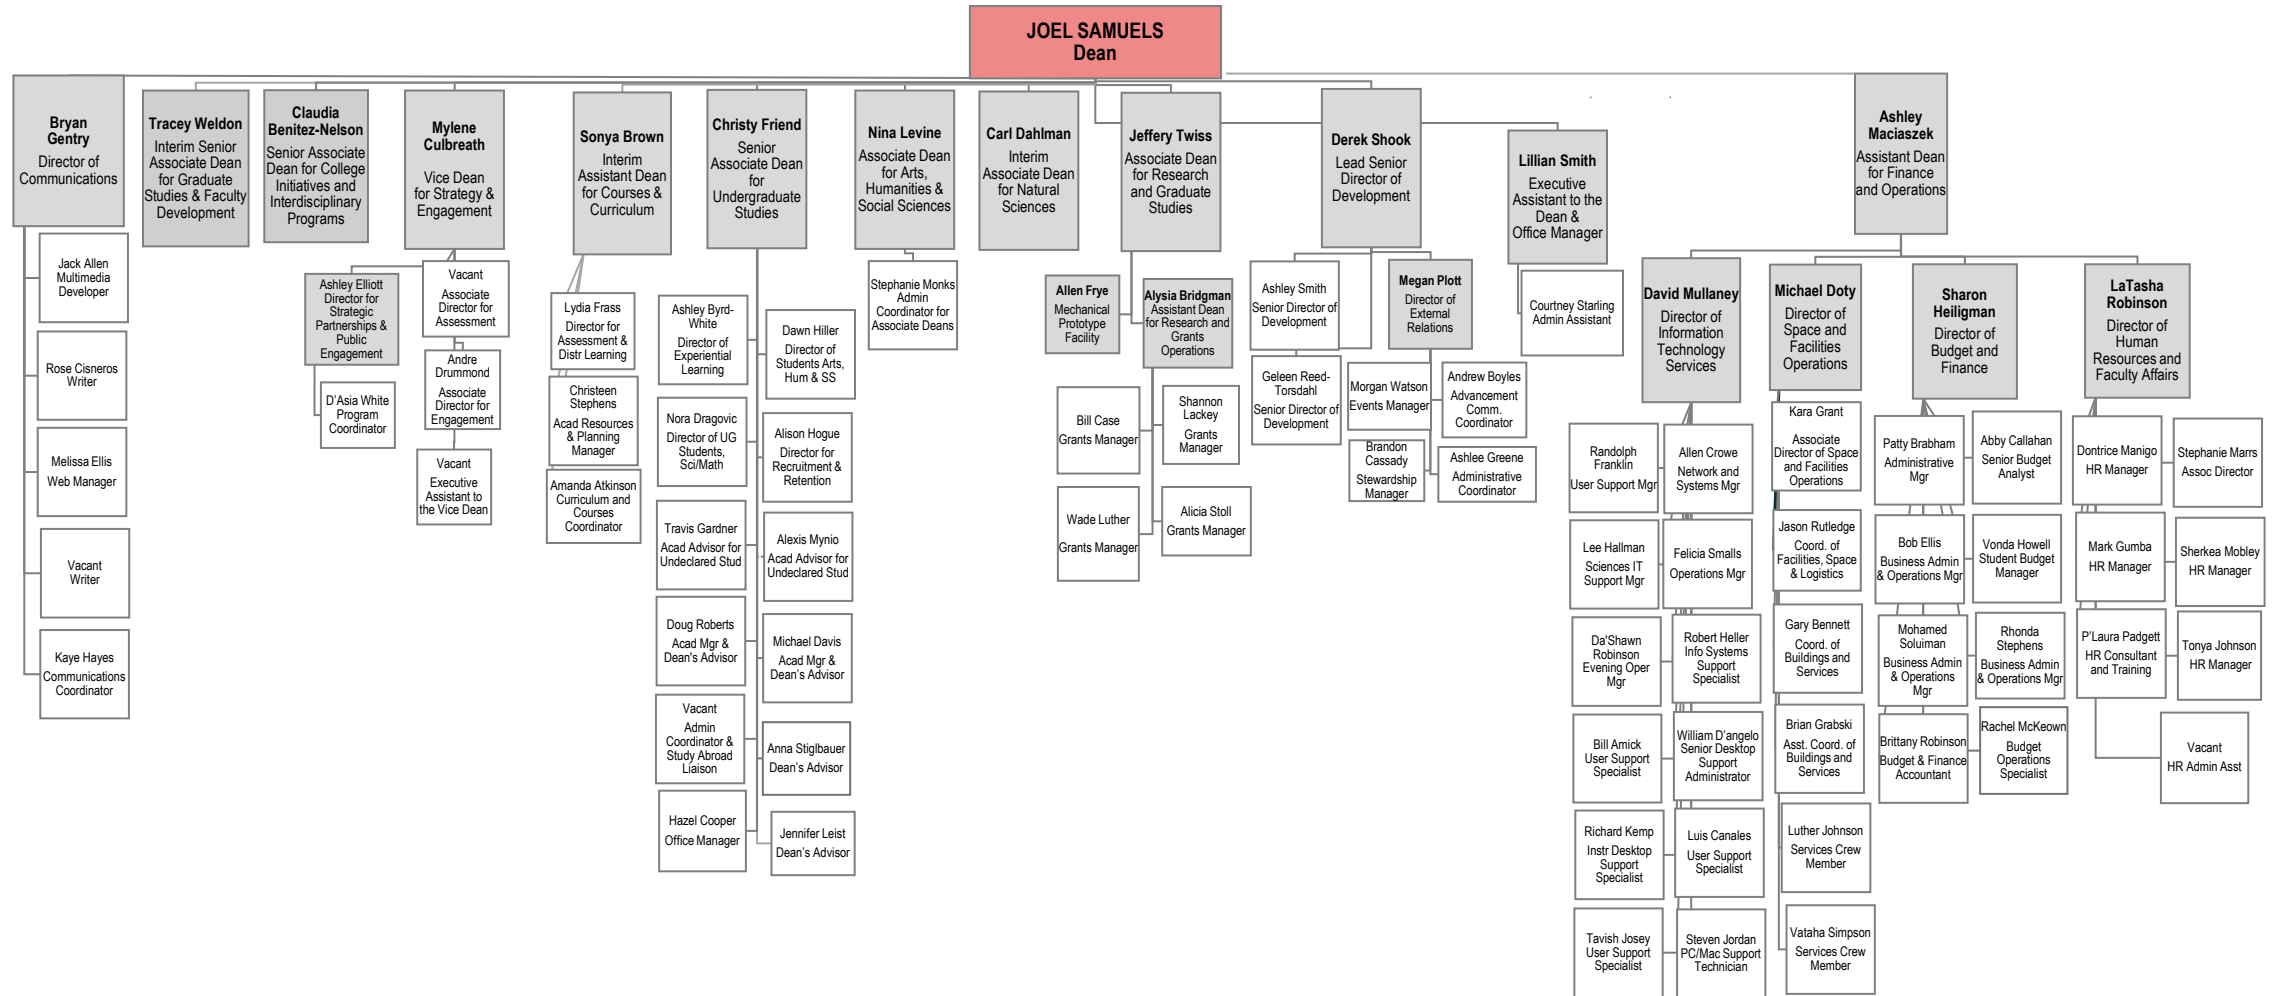 JOEL SAMUELS
Dean
Bryan
Gentry
Director of
Communications
Jack Allen
Multimedia
Developer
Rose Cisneros
Writer
Melissa Ellis
Web Manager
Vacant
Writer
Kaye Hayes
Communications
Coordinator
Tracey Weldon
Interim Senior
Associate Dean
for Graduate
Studies & Faculty
Development
Claudia
Benitez-Nelson
Senior Associate
Dean for College
Initiatives and
Interdisciplinary
Programs
Mylene
Culbreath
Vice Dean
for Strategy &
Engagement
Ashley Elliott
Director for
Strategic
Partnerships &
Public
Engagement
D'Asia White
Program
Coordinator
Vacant
Associate
Director for
Assessment
Andre
Drummond
Associate
Director for
Engagement
Vacant
Executive
Assistant to
the Vice Dean
Sonya Brown
Interim
Assistant Dean
for Courses &
Curriculum
Lydia Frass
Director for
Assessment &
Distr Learning
Christeen
Stephens
Acad Resources
& Planning
Manager
Amanda Atkinson
Curriculum and
Courses
Coordinator
Christy Friend
Senior
Associate Dean
for
Undergraduate
Studies
Ashley Byrd-
White
Director of
Experiential
Learning
Dawn Hiller
Director of
Students Arts,
Hum & SS
Nora Dragovic
Director of UG
Students,
Sci/Math
Alison Hogue
Director for
Recruitment &
Retention
Travis Gardner
Acad Advisor for
Undeclared Stud
Alexis Mynio
Acad Advisor for
Undeclared Stud
Doug Roberts
Acad Mgr &
Dean's Advisor
Michael Davis
Acad Mgr &
Dean's Advisor
Vacant
Admin
Coordinator &
Study Abroad
Liaison
Anna Stiglbauer
Dean's Advisor
Hazel Cooper
Office Manager
Jennifer Leist
Dean's Advisor
Nina Levine
Associate Dean
for Arts,
Humanities &
Social Sciences
Stephanie Monks
Admin
Coordinator for
Associate Deans
Carl Dahlman
Interim
Associate Dean
for Natural
Sciences
Jeffery Twiss
Associate Dean
for Research
and Graduate
Studies
Allen Frye
Mechanical
Prototype
Facility
Alysia Bridgman
Assistant Dean
for Research and
Grants
Operations
Bill Case
Grants Manager
Shannon
Lackey
Grants
Manager
Wade Luther
Grants Manager
Alicia Stoll
Grants Manager
Derek Shook
Lead Senior
Director of
Development
Ashley Smith
Senior Director of
Development
Geleen Reed-
Torsdahl
Senior Director of
Development
Megan Plott
Director of
External
Relations
Morgan Watson
Events Manager
Andrew Boyles
Advancement
Comm.
Coordinator
Brandon
Cassady
Stewardship
Manager
Ashlee Greene
Administrative
Coordinator
Lillian Smith
Executive
Assistant to the
Dean &
Office Manager
Courtney Starling
Admin Assistant
Ashley
Maciaszek
Assistant Dean
for Finance
and Operations
David Mullaney
Director of
Information
Technology
Services
Randolph
Franklin
User Support Mgr
Allen Crowe
Network and
Systems Mgr
Lee Hallman
Sciences IT
Support Mgr
Felicia Smalls
Operations Mgr
Da'Shawn
Robinson
Evening Oper
Mgr
Robert Heller
Info Systems
Support
Specialist
Bill Amick
User Support
Specialist
William D'angelo
Senior Desktop
Support
Administrator
Richard Kemp
Instr Desktop
Support
Specialist
Luis Canales
User Support
Specialist
Tavish Josey
User Support
Specialist
Steven Jordan
PC/Mac Support
Technician
Michael Doty
Director of
Space and
Facilities
Operations
Kara Grant
Associate
Director of Space
and Facilities
Operations
Jason Rutledge
Coord. of
Facilities, Space
& Logistics
Gary Bennett
Coord. of
Buildings and
Services
Brian Grabski
Asst. Coord. of
Buildings and
Services
Luther Johnson
Services Crew
Member
Vataha Simpson
Services Crew
Member
Sharon
Heiligman
Director of
Budget and
Finance
Patty Brabham
Administrative
Mgr
Abby Callahan
Senior Budget
Analyst
Bob Ellis
Business Admin
& Operations Mgr
Vonda Howell
Student Budget
Manager
Mohamed
Soluiman
Business Admin
& Operations
Mgr
Rhonda
Stephens
Business Admin
& Operations Mgr
Brittany Robinson
Budget & Finance
Accountant
Rachel McKeown
Budget
Operations
Specialist
LaTasha
Robinson
Director of
Human
Resources and
Faculty Affairs
Dontrice Manigo
HR Manager
Stephanie Marrs
Assoc Director
Mark Gumba
HR Manager
Sherkea Mobley
HR Manager
P'Laura Padgett
HR Consultant
and Training
Tonya Johnson
HR Manager
Vacant
HR Admin Asst